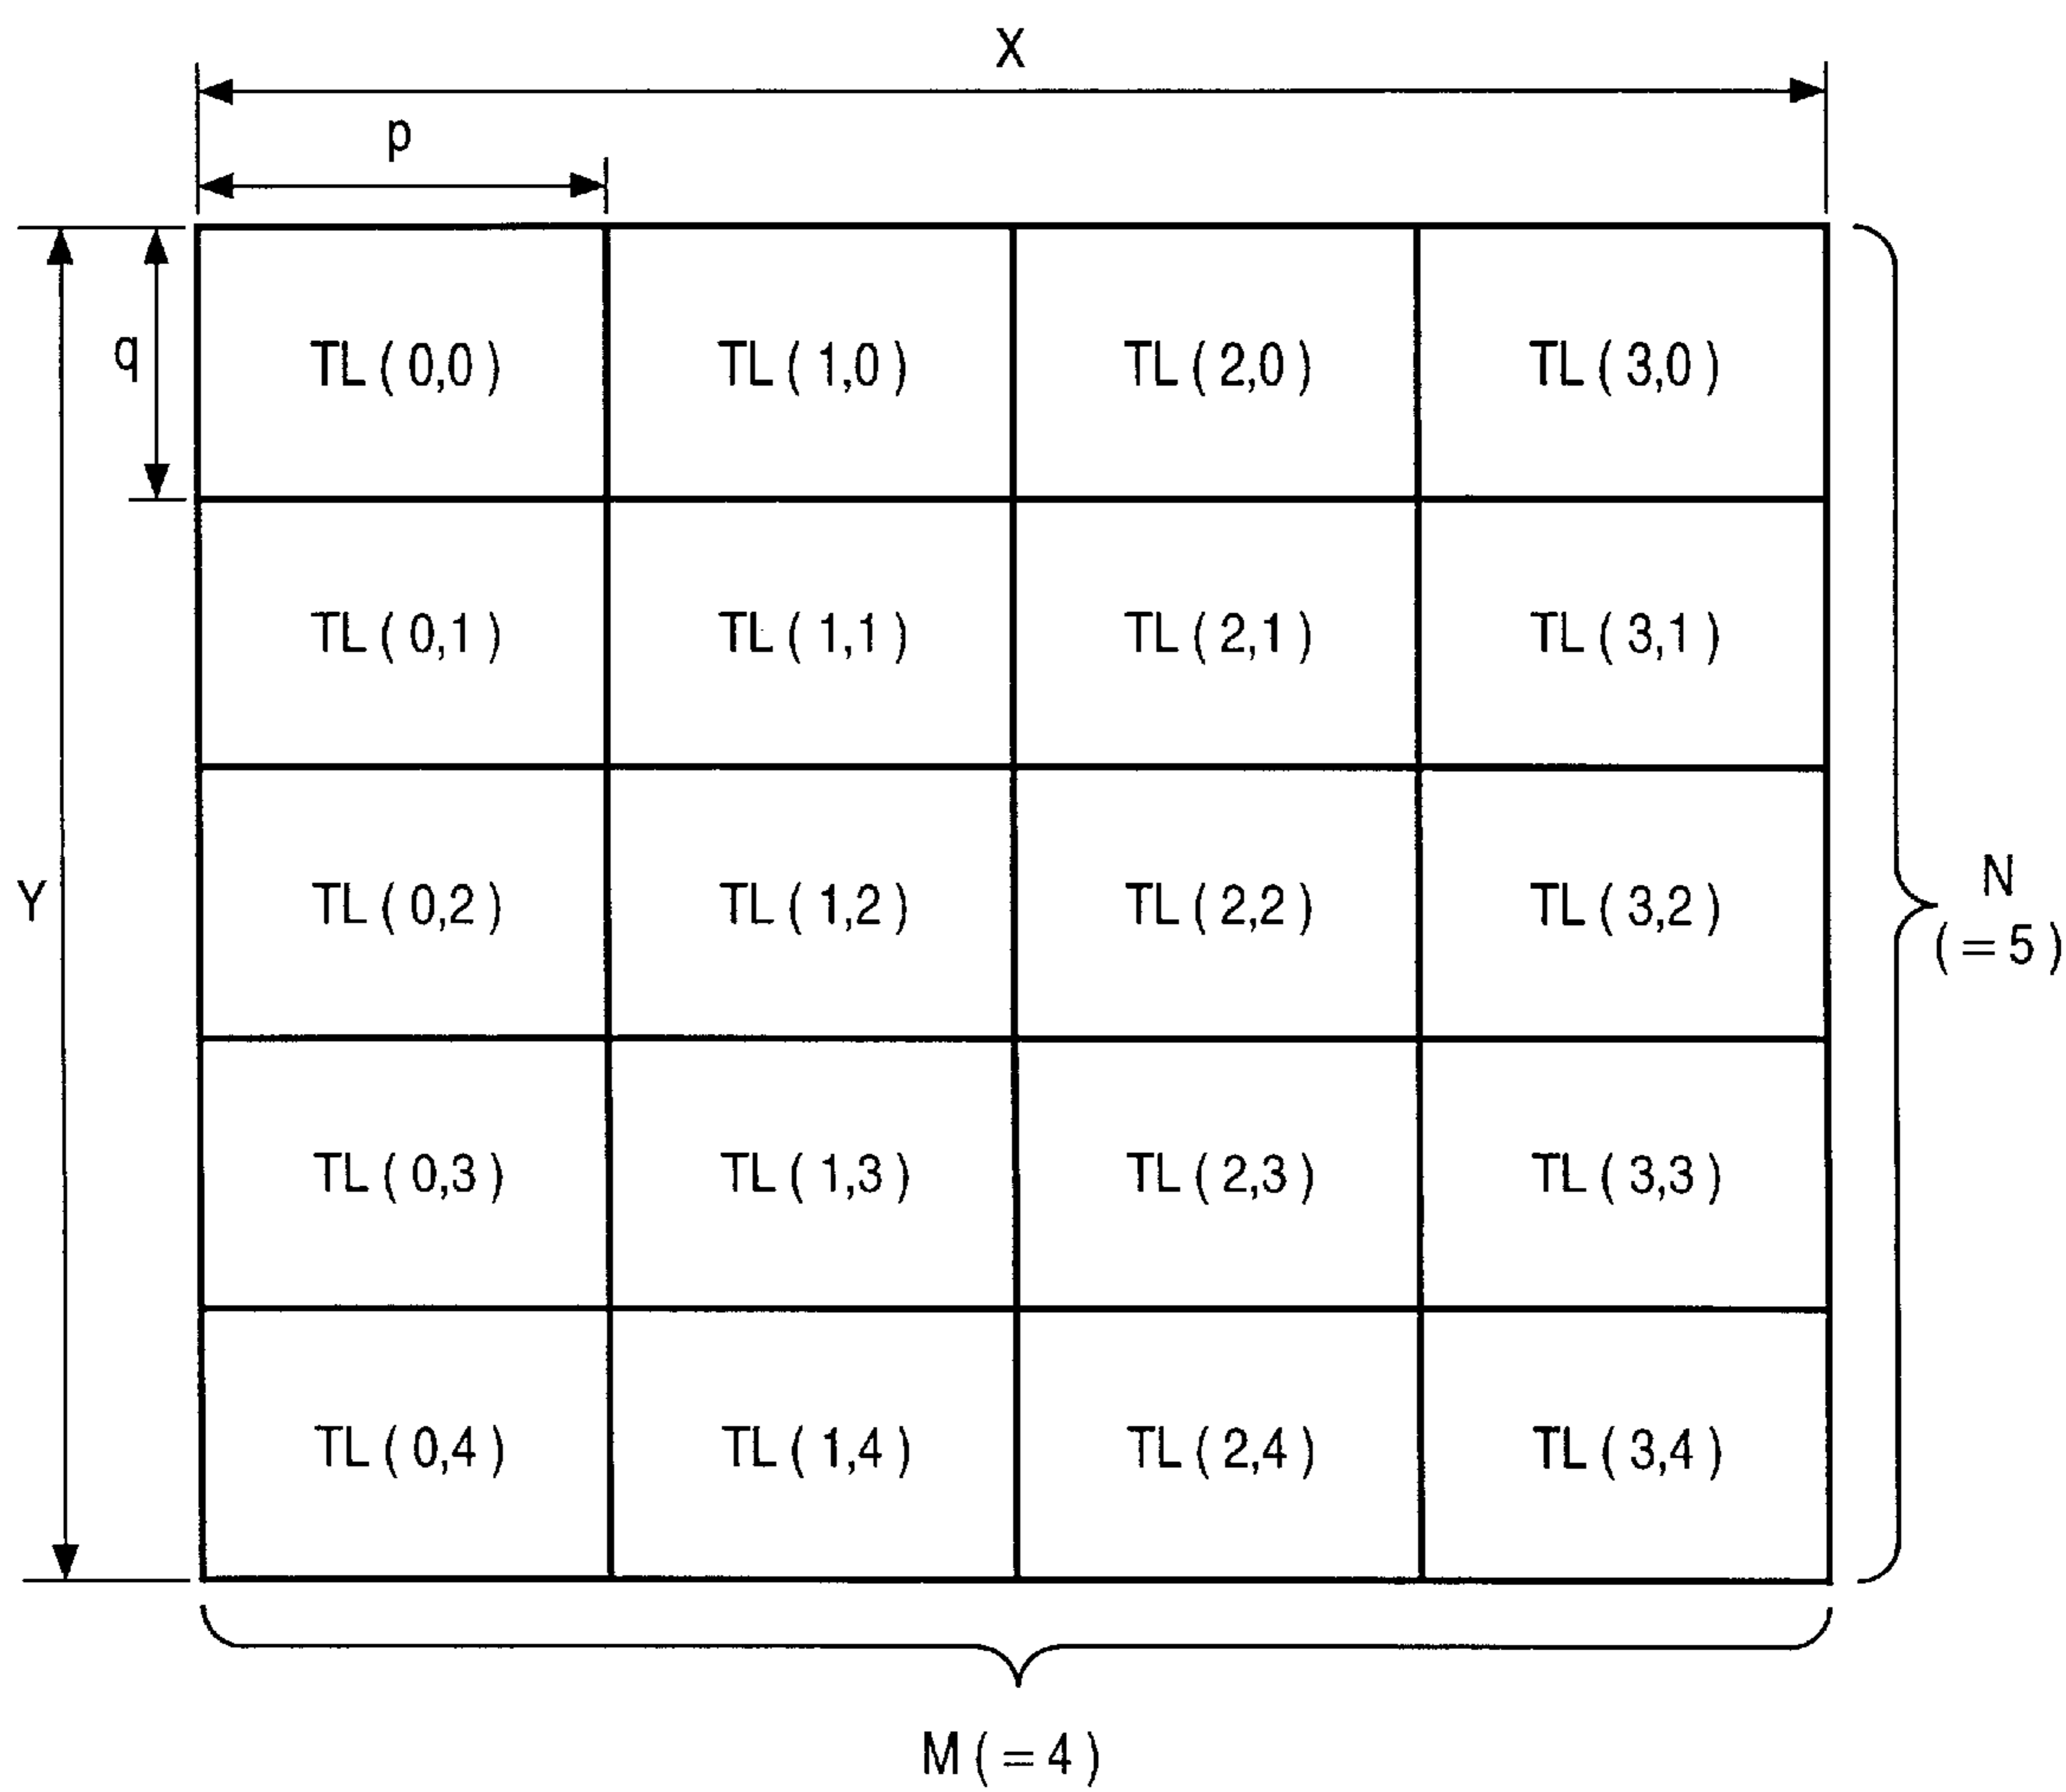 X
p
q
TL(0,0) TL(1,0) TL(2,0) TL(3,0)
TL(0,1) TL(1,1) TL(2,1) TL(3,1)
Y
TL(0,2) TL(1,2) TL(2,2) TL(3,2)
N
(=5)
TL(0,3) TL(1,3) TL(2,3) TL(3,3)
TL(0,4) TL(1,4) TL(2,4) TL(3,4)
M(=4)